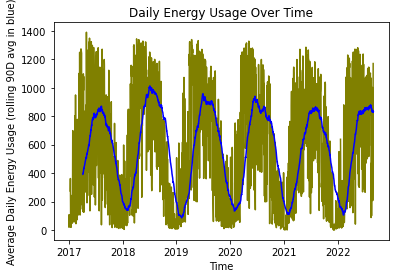 Daily Energy Usage Over Time
Average Daily Energy Usage (rolling 90D avg in blue)
1400
1200
1000
800
600
400
200
0
2017 2018 2019 2020 2021 2022
Time